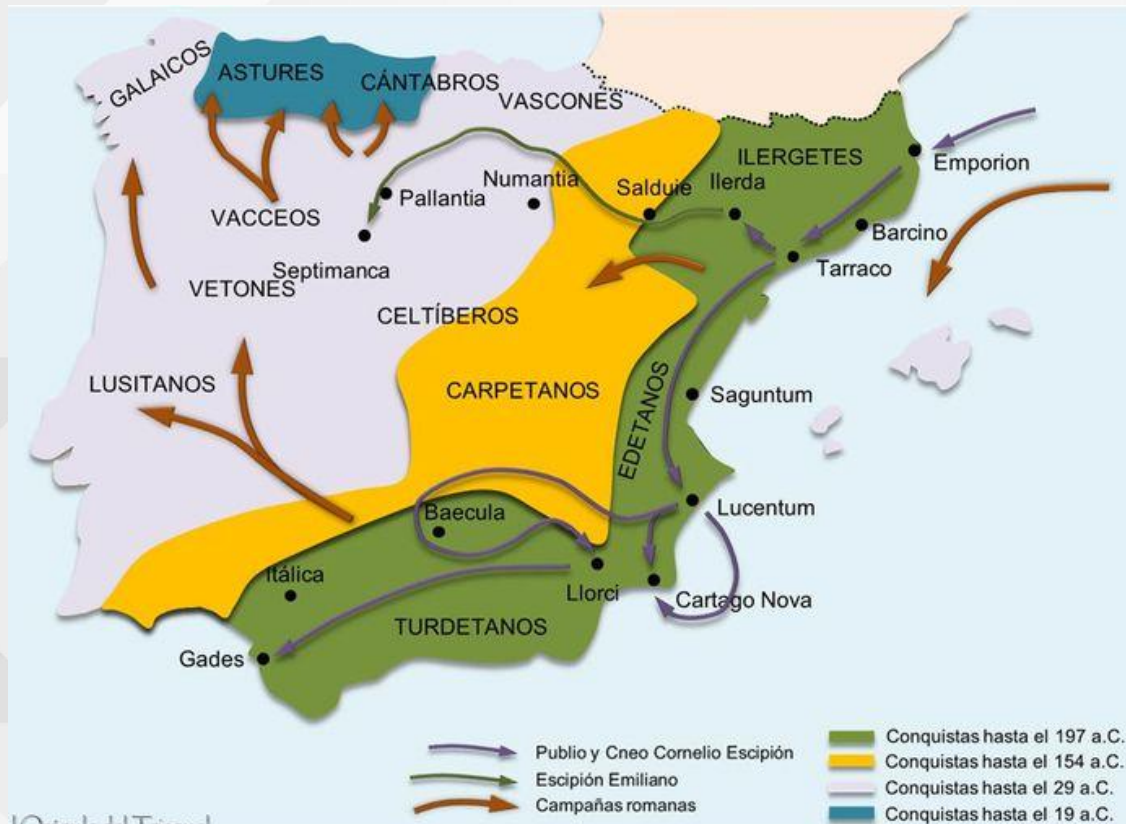 GALAICOS
ASTURES
CÁNTABROS
VASCONES
ILERGETES
Emporion
Numantia
Salduie
Ilerda
Pallantia
VACCEOS
Barcino
Tarraco
Septimanca
VETONES
CELTÍBEROS
LUSITANOS
CARPETANOS
EDETANOS
Saguntum
Lucentum
Baecula
Itálica
Llorci
Cartago Nova
TURDETANOS
Gades
Publio y Cneo Cornelio Escipión
Escipión Emiliano
Campañas romanas
Conquistas hasta el 197 a.C.
Conquistas hasta el 154 a.C.
Conquistas hasta el 29 a.C.
Conquistas hasta el 19 a.C.